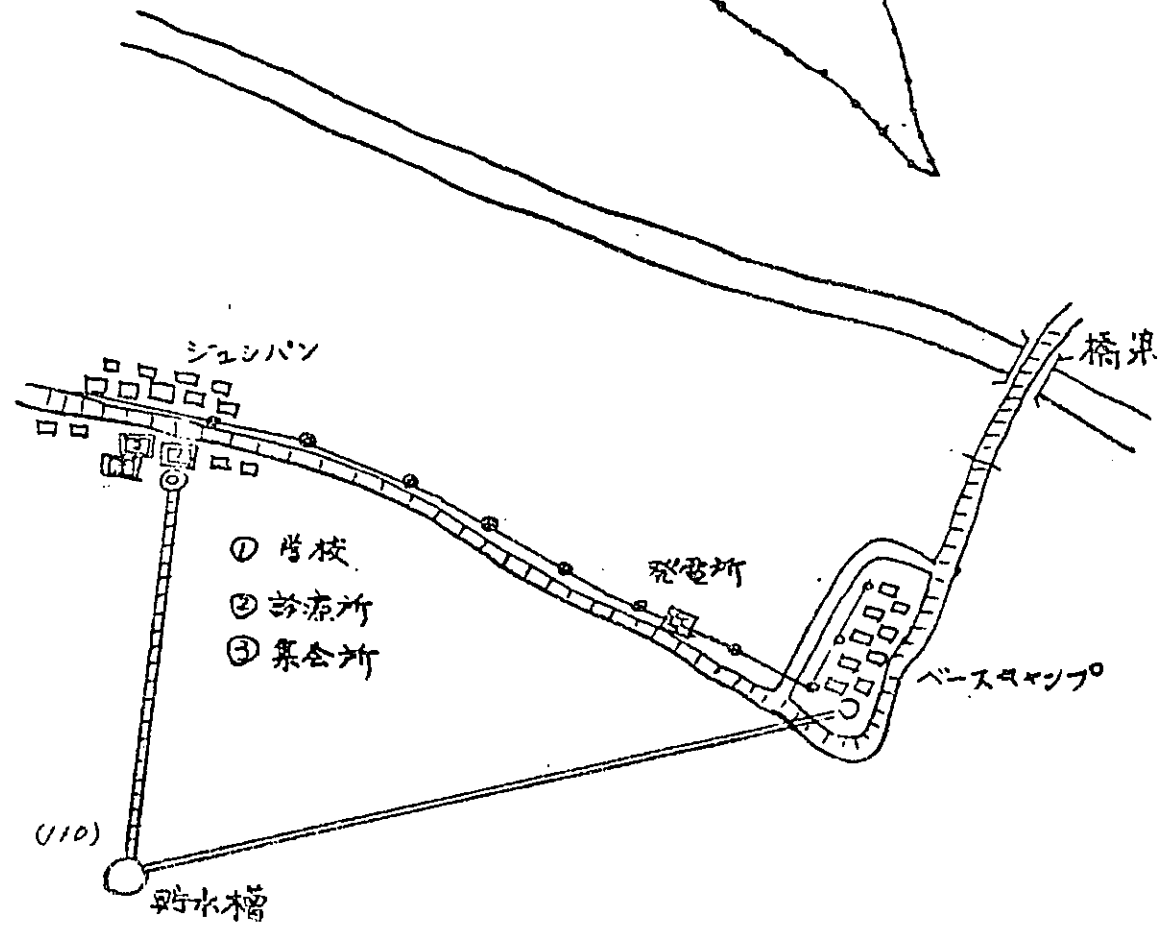 橋梁
ジュシパン
① 学校
② 診療所
③ 集会所
発電所
ベースキャンプ
(110)
貯水槽